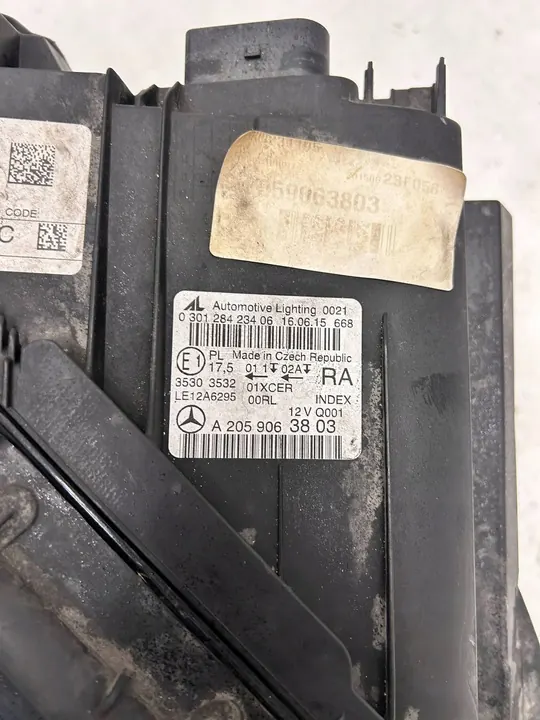 CODE
C
59063803
AL Automotive Lighting 0021
0 301 284 234 06 16.06.15 668
E1 PL Made in Czech Republic
17,5 01 1 02A RA
3530 3532 01XCER
LE12A6295 00RL INDEX
12 V Q001
A 205 906 38 03